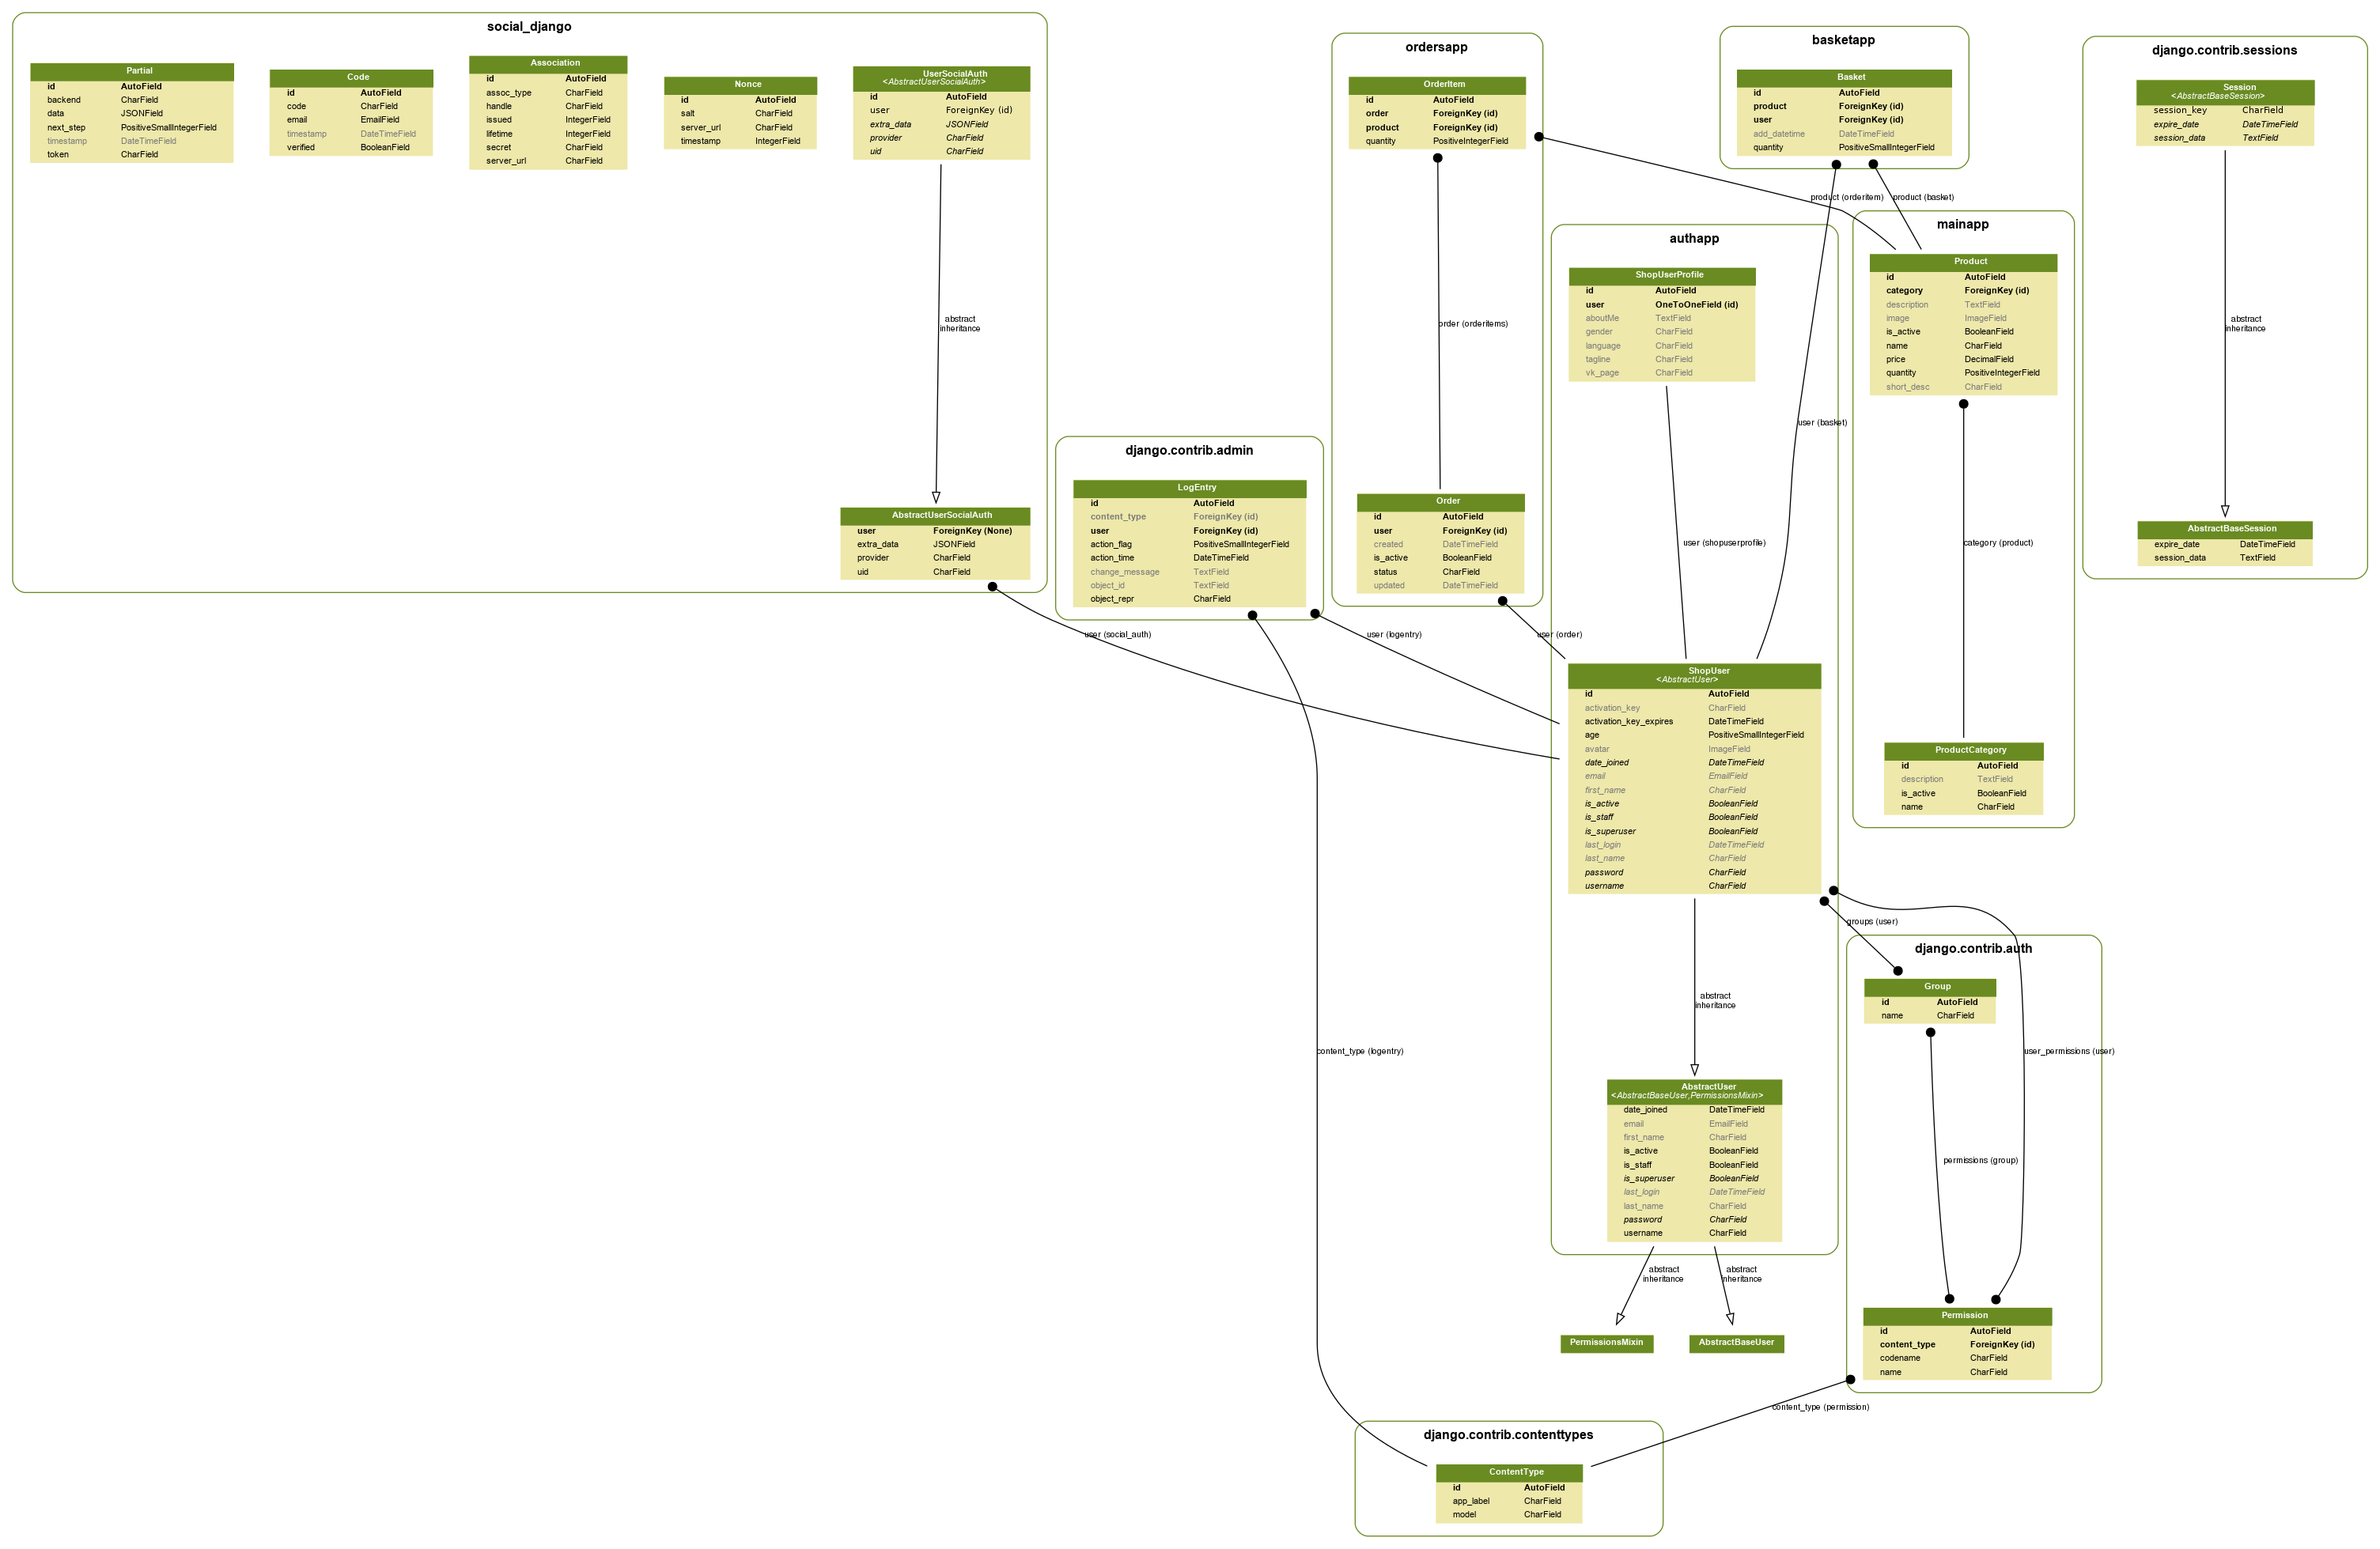 social_django
Partial
id AutoField
backend CharField
data JSONField
next_step PositiveSmallIntegerField
timestamp DateTimeField
token CharField
Code
id AutoField
code CharField
email EmailField
timestamp DateTimeField
verified BooleanField
Association
id AutoField
assoc_type CharField
handle CharField
issued IntegerField
lifetime IntegerField
secret CharField
server_url CharField
Nonce
id AutoField
salt CharField
server_url CharField
timestamp IntegerField
UserSocialAuth
<AbstractUserSocialAuth>
id AutoField
user ForeignKey (id)
extra_data JSONField
provider CharField
uid CharField
abstract
inheritance
AbstractUserSocialAuth
user ForeignKey (None)
extra_data JSONField
provider CharField
uid CharField
user (social_auth)
django.contrib.admin
LogEntry
id AutoField
content_type ForeignKey (id)
user ForeignKey (id)
action_flag PositiveSmallIntegerField
action_time DateTimeField
change_message TextField
object_id TextField
object_repr CharField
user (logentry)
content_type (logentry)
ordersapp
OrderItem
id AutoField
order ForeignKey (id)
product ForeignKey (id)
quantity PositiveIntegerField
order (orderitems)
Order
id AutoField
user ForeignKey (id)
created DateTimeField
is_active BooleanField
status CharField
updated DateTimeField
user (order)
basketapp
Basket
id AutoField
product ForeignKey (id)
user ForeignKey (id)
add_datetime DateTimeField
quantity PositiveSmallIntegerField
product (orderitem)
product (basket)
user (basket)
authapp
ShopUserProfile
id AutoField
user OneToOneField (id)
aboutMe TextField
gender CharField
language CharField
tagline CharField
vk_page CharField
user (shopuserprofile)
ShopUser
<AbstractUser>
id AutoField
activation_key CharField
activation_key_expires DateTimeField
age PositiveSmallIntegerField
avatar ImageField
date_joined DateTimeField
email EmailField
first_name CharField
is_active BooleanField
is_staff BooleanField
is_superuser BooleanField
last_login DateTimeField
last_name CharField
password CharField
username CharField
abstract
inheritance
AbstractUser
<AbstractBaseUser,PermissionsMixin>
date_joined DateTimeField
email EmailField
first_name CharField
is_active BooleanField
is_staff BooleanField
is_superuser BooleanField
last_login DateTimeField
last_name CharField
password CharField
username CharField
abstract
inheritance
abstract
inheritance
PermissionsMixin
AbstractBaseUser
mainapp
Product
id AutoField
category ForeignKey (id)
description TextField
image ImageField
is_active BooleanField
name CharField
price DecimalField
quantity PositiveIntegerField
short_desc CharField
category (product)
ProductCategory
id AutoField
description TextField
is_active BooleanField
name CharField
django.contrib.sessions
Session
<AbstractBaseSession>
session_key CharField
expire_date DateTimeField
session_data TextField
abstract
inheritance
AbstractBaseSession
expire_date DateTimeField
session_data TextField
groups (user)
django.contrib.auth
Group
id AutoField
name CharField
user_permissions (user)
permissions (group)
Permission
id AutoField
content_type ForeignKey (id)
codename CharField
name CharField
content_type (permission)
django.contrib.contenttypes
ContentType
id AutoField
app_label CharField
model CharField